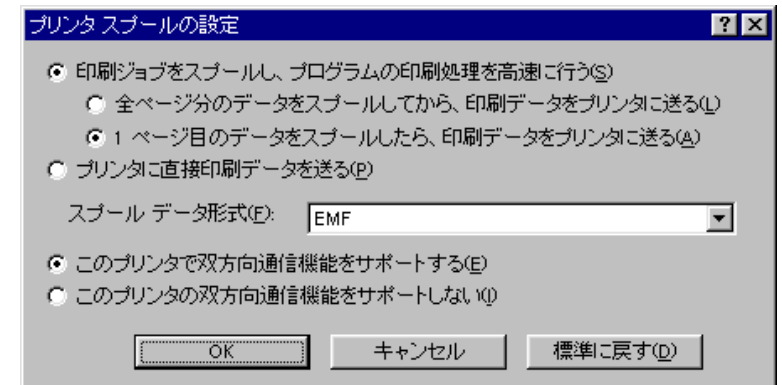 プリンタ スプールの設定
印刷ジョブをスプールし、プログラムの印刷処理を高速に行う(S)
全ページ分のデータをスプールしてから、印刷データをプリンタに送る(L)
1 ページ目のデータをスプールしたら、印刷データをプリンタに送る(A)
プリンタに直接印刷データを送る(P)
スプール データ形式(F): EMF
このプリンタで双方向通信機能をサポートする(E)
このプリンタの双方向通信機能をサポートしない(I)
OK キャンセル 標準に戻す(D)